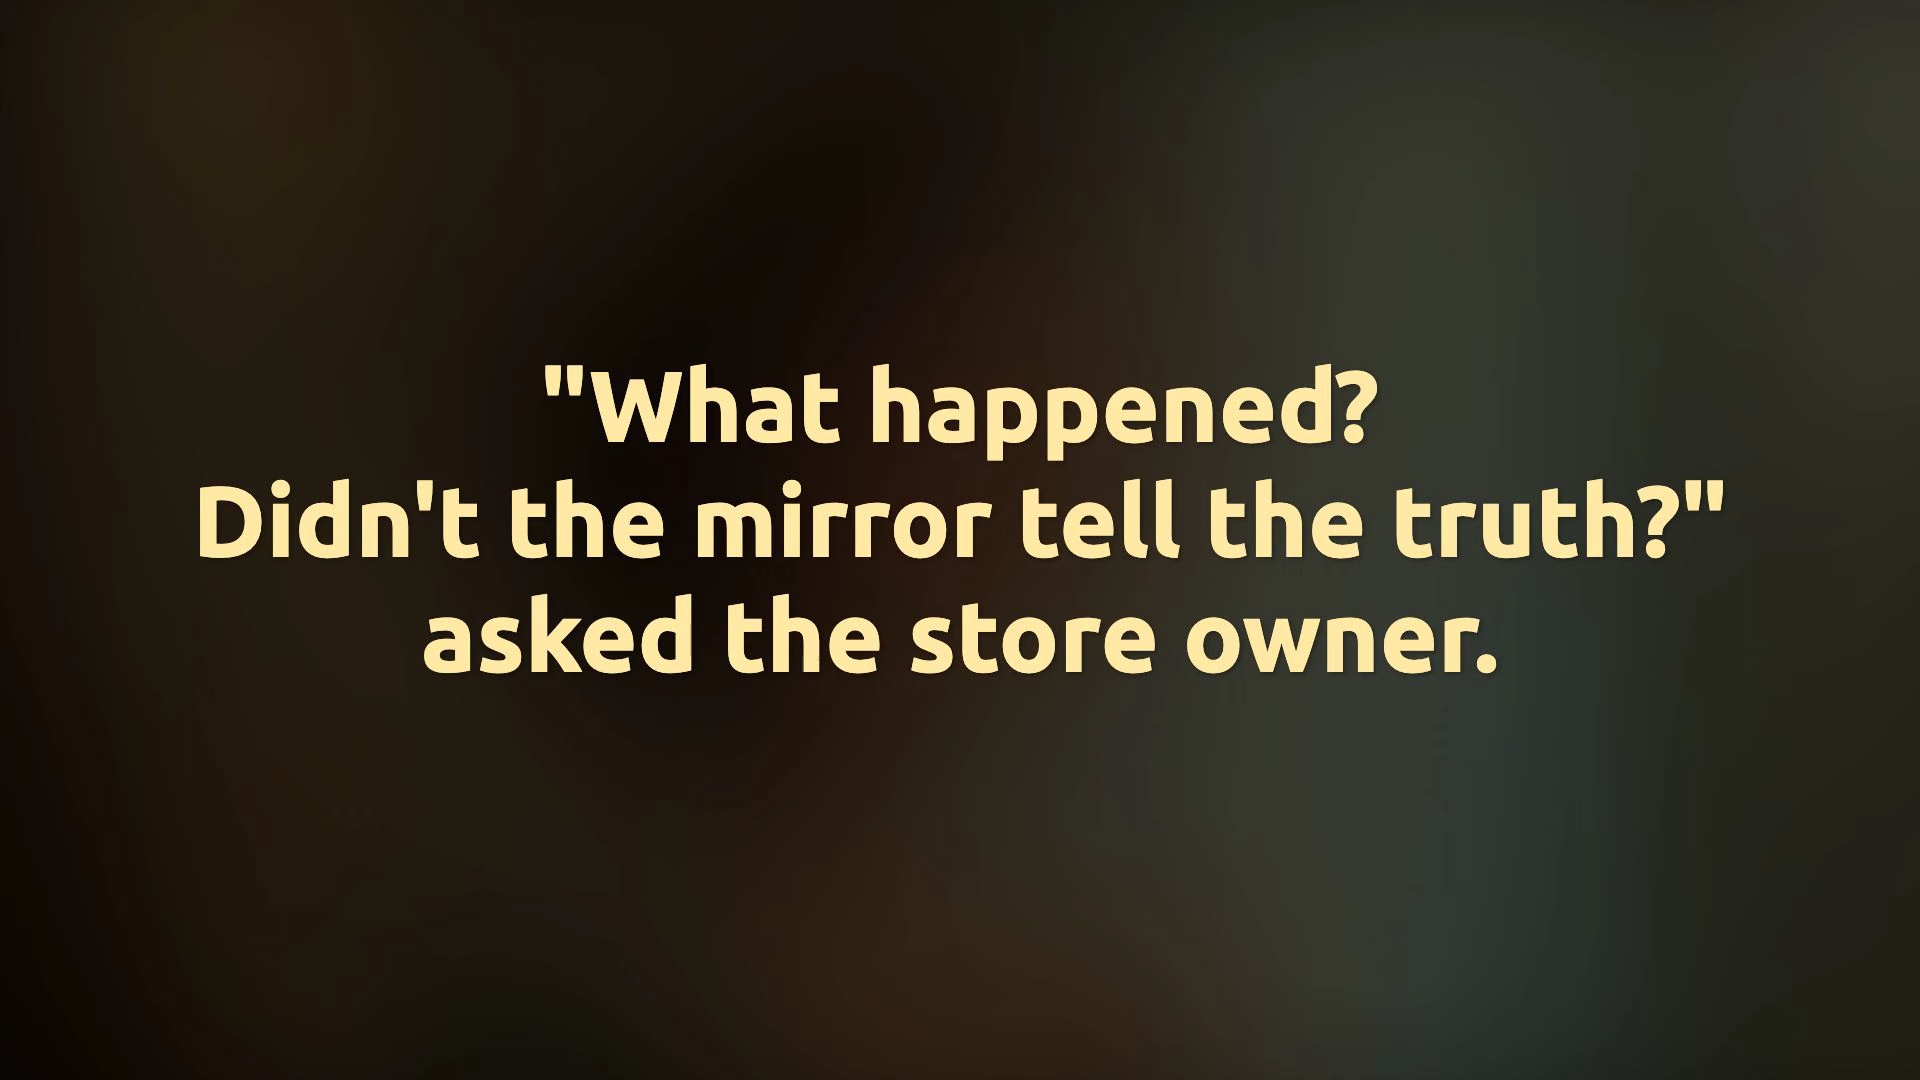 "What happened?
Didn't the mirror tell the truth?"
asked the store owner.